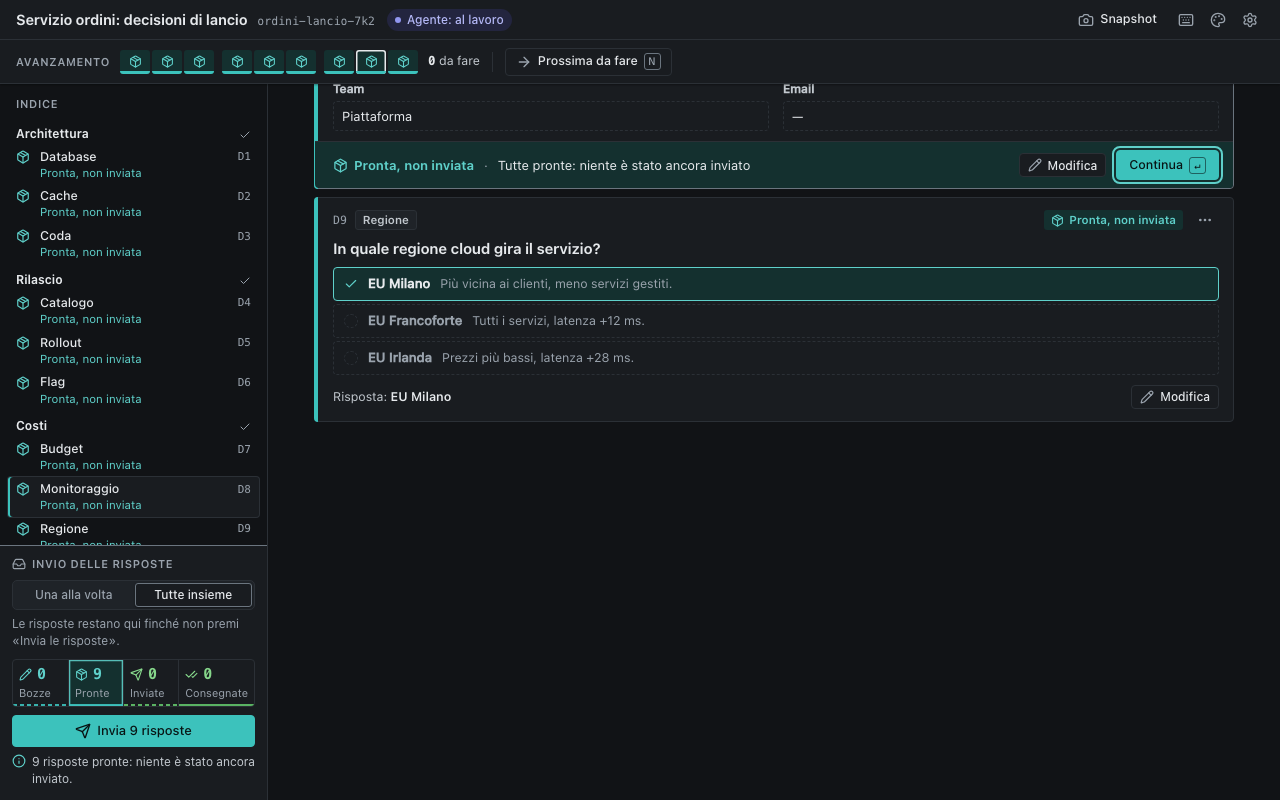 Servizio ordini: decisioni di lancio ordini-lancio-7k2 Agente: al lavoro Snapshot
AVANZAMENTO 0 da fare Prossima da fare N
INDICE
Architettura
Database D1
Pronta, non inviata
Cache D2
Pronta, non inviata
Coda D3
Pronta, non inviata
Rilascio
Catalogo D4
Pronta, non inviata
Rollout D5
Pronta, non inviata
Flag D6
Pronta, non inviata
Costi
Budget D7
Pronta, non inviata
Monitoraggio D8
Pronta, non inviata
Regione D9
Pronta, non inviata
INVIO DELLE RISPOSTE
Una alla volta Tutte insieme
Le risposte restano qui finché non premi
«Invia le risposte».
0 9 0 0
Bozze Pronte Inviate Consegnate
Invia 9 risposte
9 risposte pronte: niente è stato ancora
inviato.
Team Email
Piattaforma —
Pronta, non inviata · Tutte pronte: niente è stato ancora inviato Modifica Continua ↵
D9 Regione Pronta, non inviata
In quale regione cloud gira il servizio?
EU Milano Più vicina ai clienti, meno servizi gestiti.
EU Francoforte Tutti i servizi, latenza +12 ms.
EU Irlanda Prezzi più bassi, latenza +28 ms.
Risposta: EU Milano Modifica